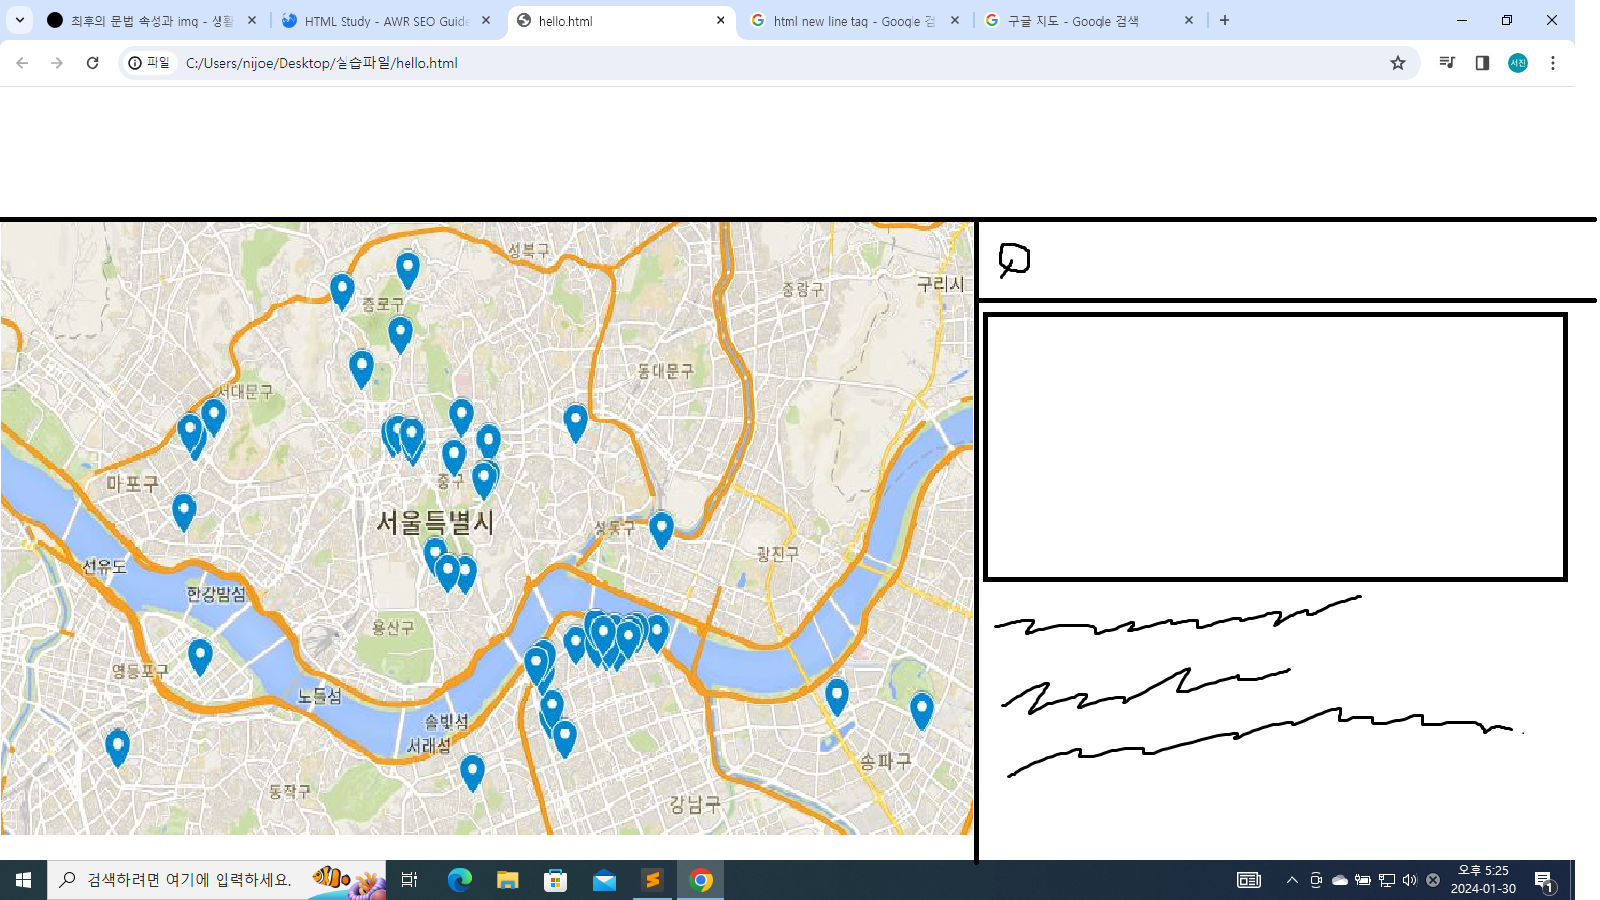 최후의 문법 속성과 img - 생활
HTML Study - AWR SEO Guide
hello.html
html new line tag - Google 검
구글 지도 - Google 검색
파일
C:/Users/nijoe/Desktop/실습파일/hello.html
서진
성북구
종로구
중랑구
구리시
동대문구
서대문구
마포구
중구
서울특별시
성동구
광진구
선유도
한강밤섬
용산구
영등포구
노들섬
솔빛섬
서래섬
송파구
동작구
강남구
검색하려면 여기에 입력하세요.
오후 5:25
2024-01-30
1